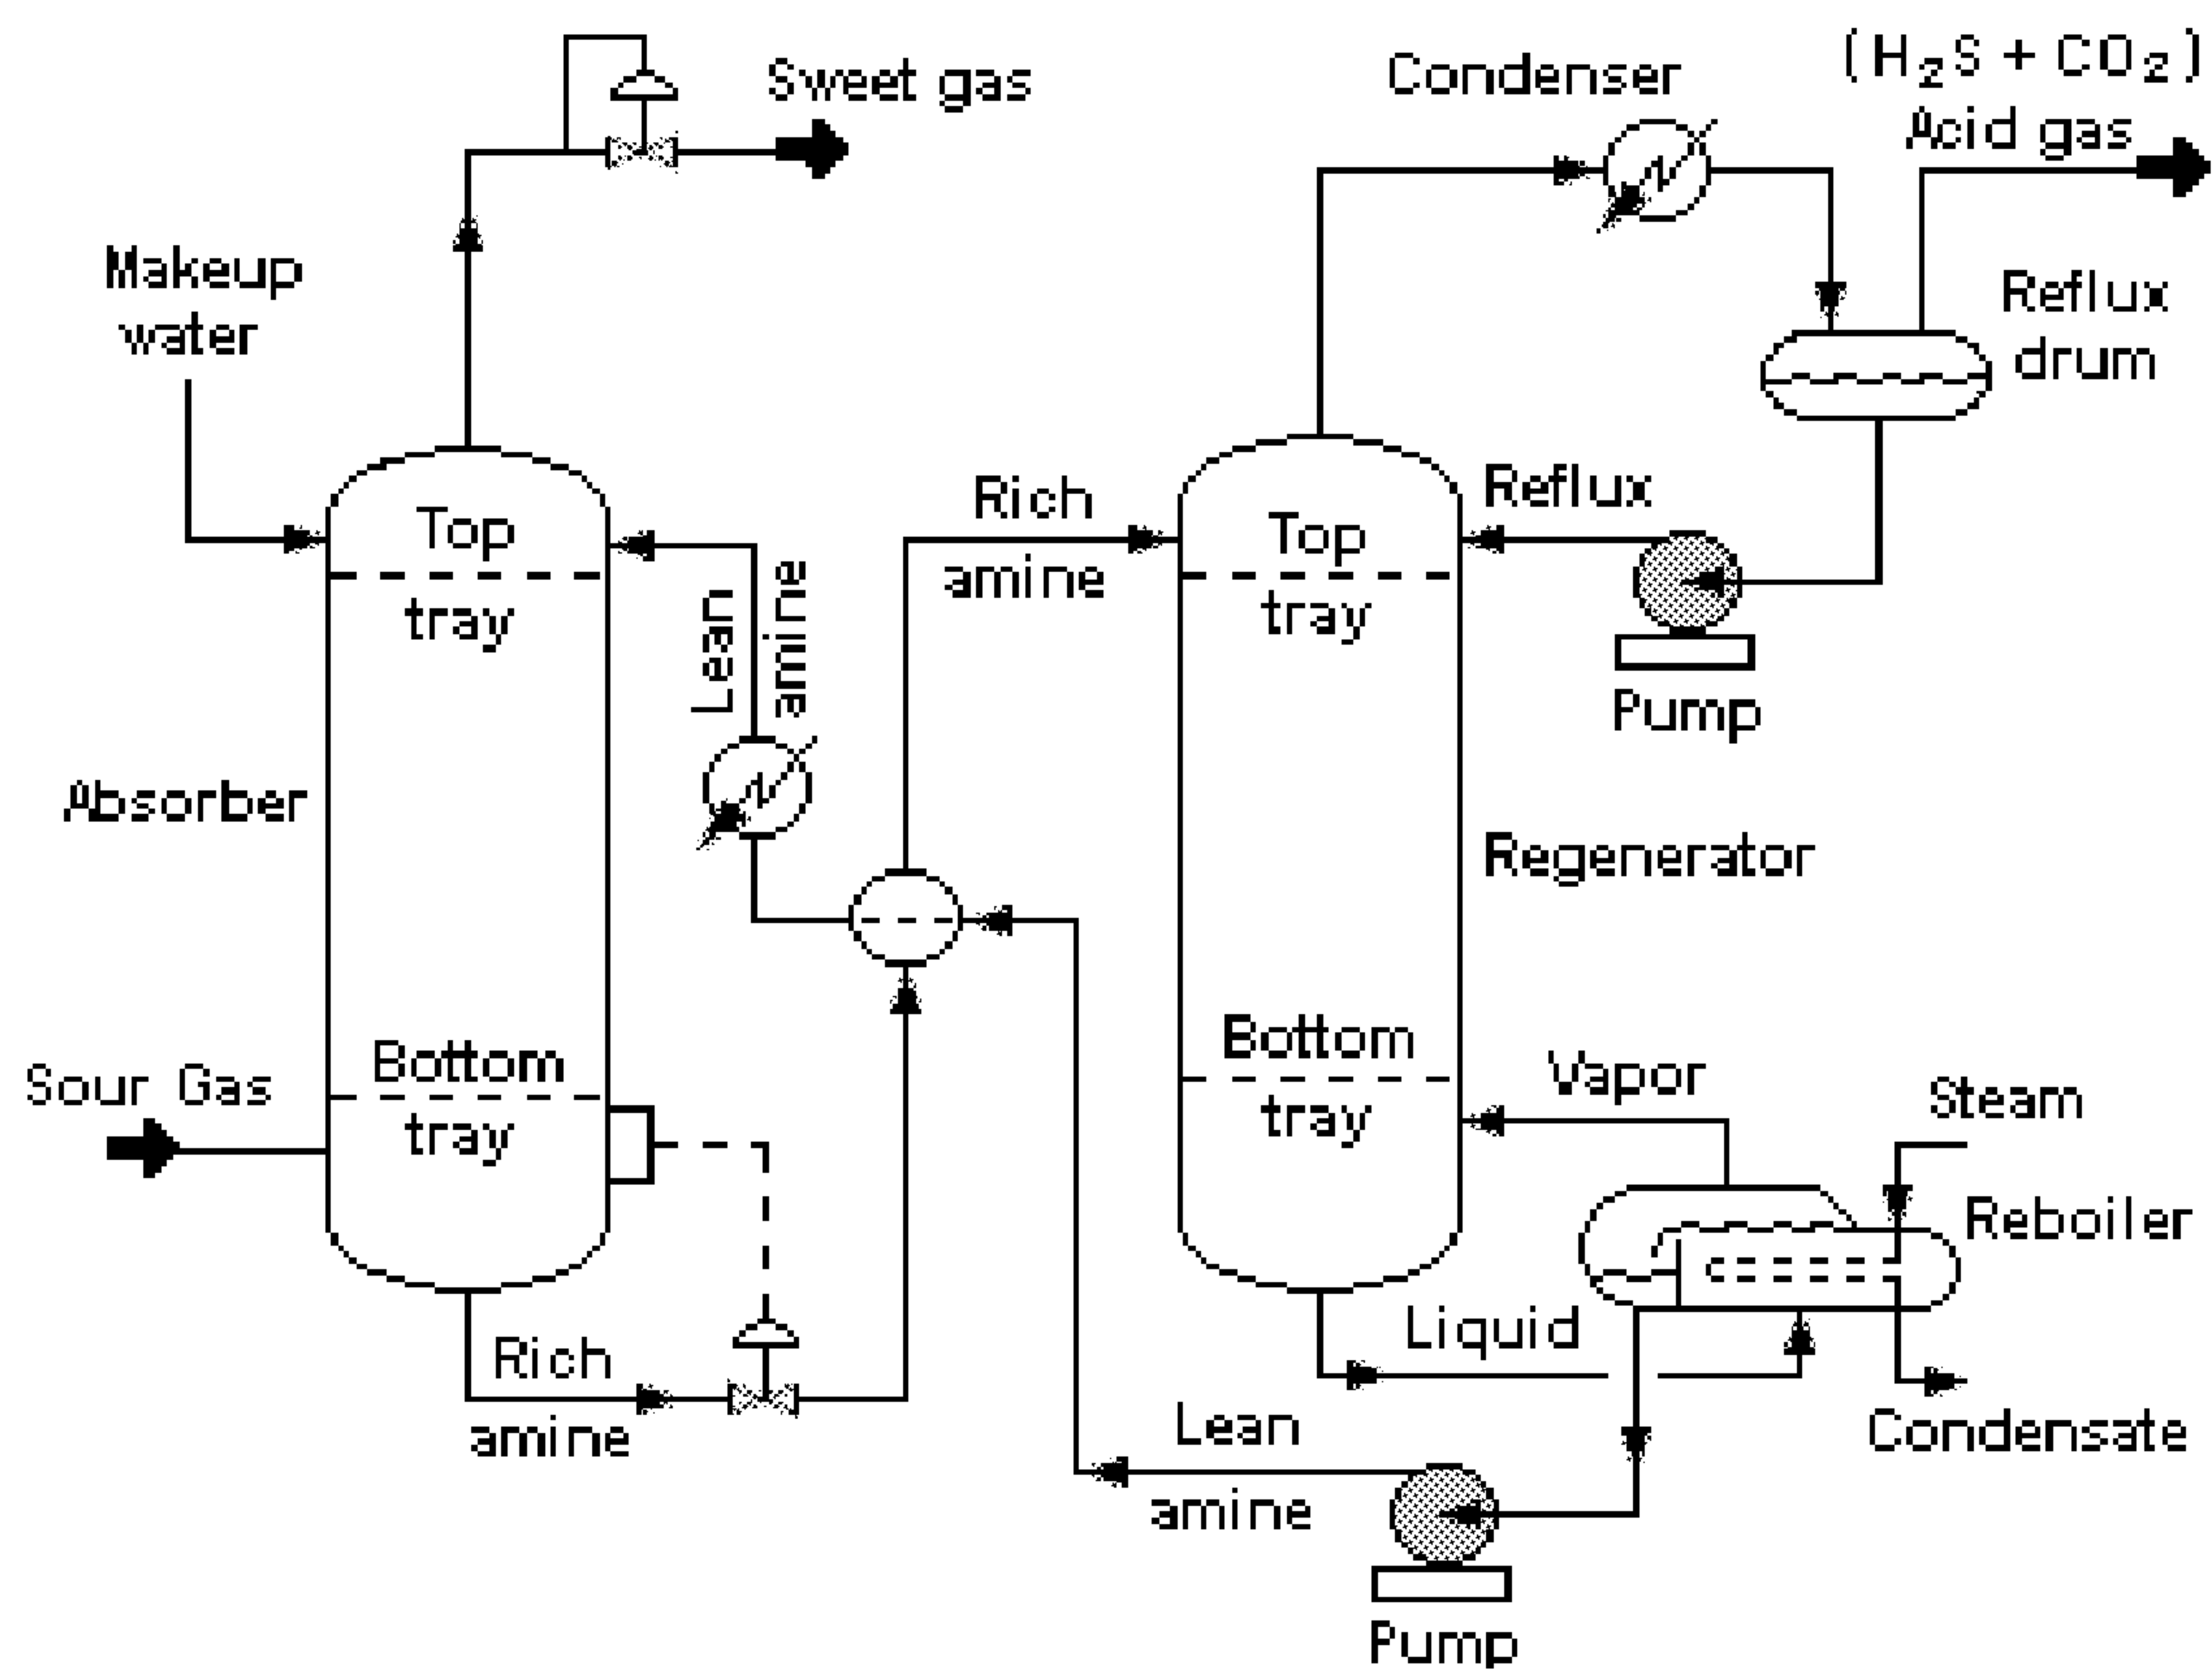 Sweet gas
Condenser
(H₂S + CO₂)
Acid gas
Makeup
water
Reflux
drum
Top
tray
Lean
amine
Rich
amine
Top
tray
Reflux
Pump
Absorber
Regenerator
Sour Gas
Bottom
tray
Bottom
tray
Vapor
Steam
Reboiler
Rich
amine
Liquid
Condensate
Lean
amine
Pump